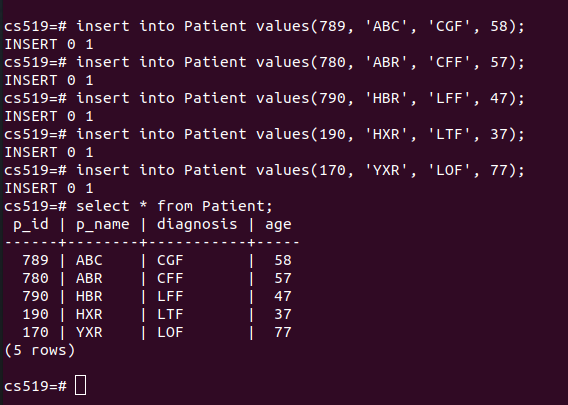 cs519=# insert into Patient values(789, 'ABC', 'CGF', 58);
INSERT 0 1
cs519=# insert into Patient values(780, 'ABR', 'CFF', 57);
INSERT 0 1
cs519=# insert into Patient values(790, 'HBR', 'LFF', 47);
INSERT 0 1
cs519=# insert into Patient values(190, 'HXR', 'LTF', 37);
INSERT 0 1
cs519=# insert into Patient values(170, 'YXR', 'LOF', 77);
INSERT 0 1
cs519=# select * from Patient;
 p_id | p_name | diagnosis | age
------+--------+-----------+-----
  789 | ABC    | CGF       |  58
  780 | ABR    | CFF       |  57
  790 | HBR    | LFF       |  47
  190 | HXR    | LTF       |  37
  170 | YXR    | LOF       |  77
(5 rows)
cs519=#